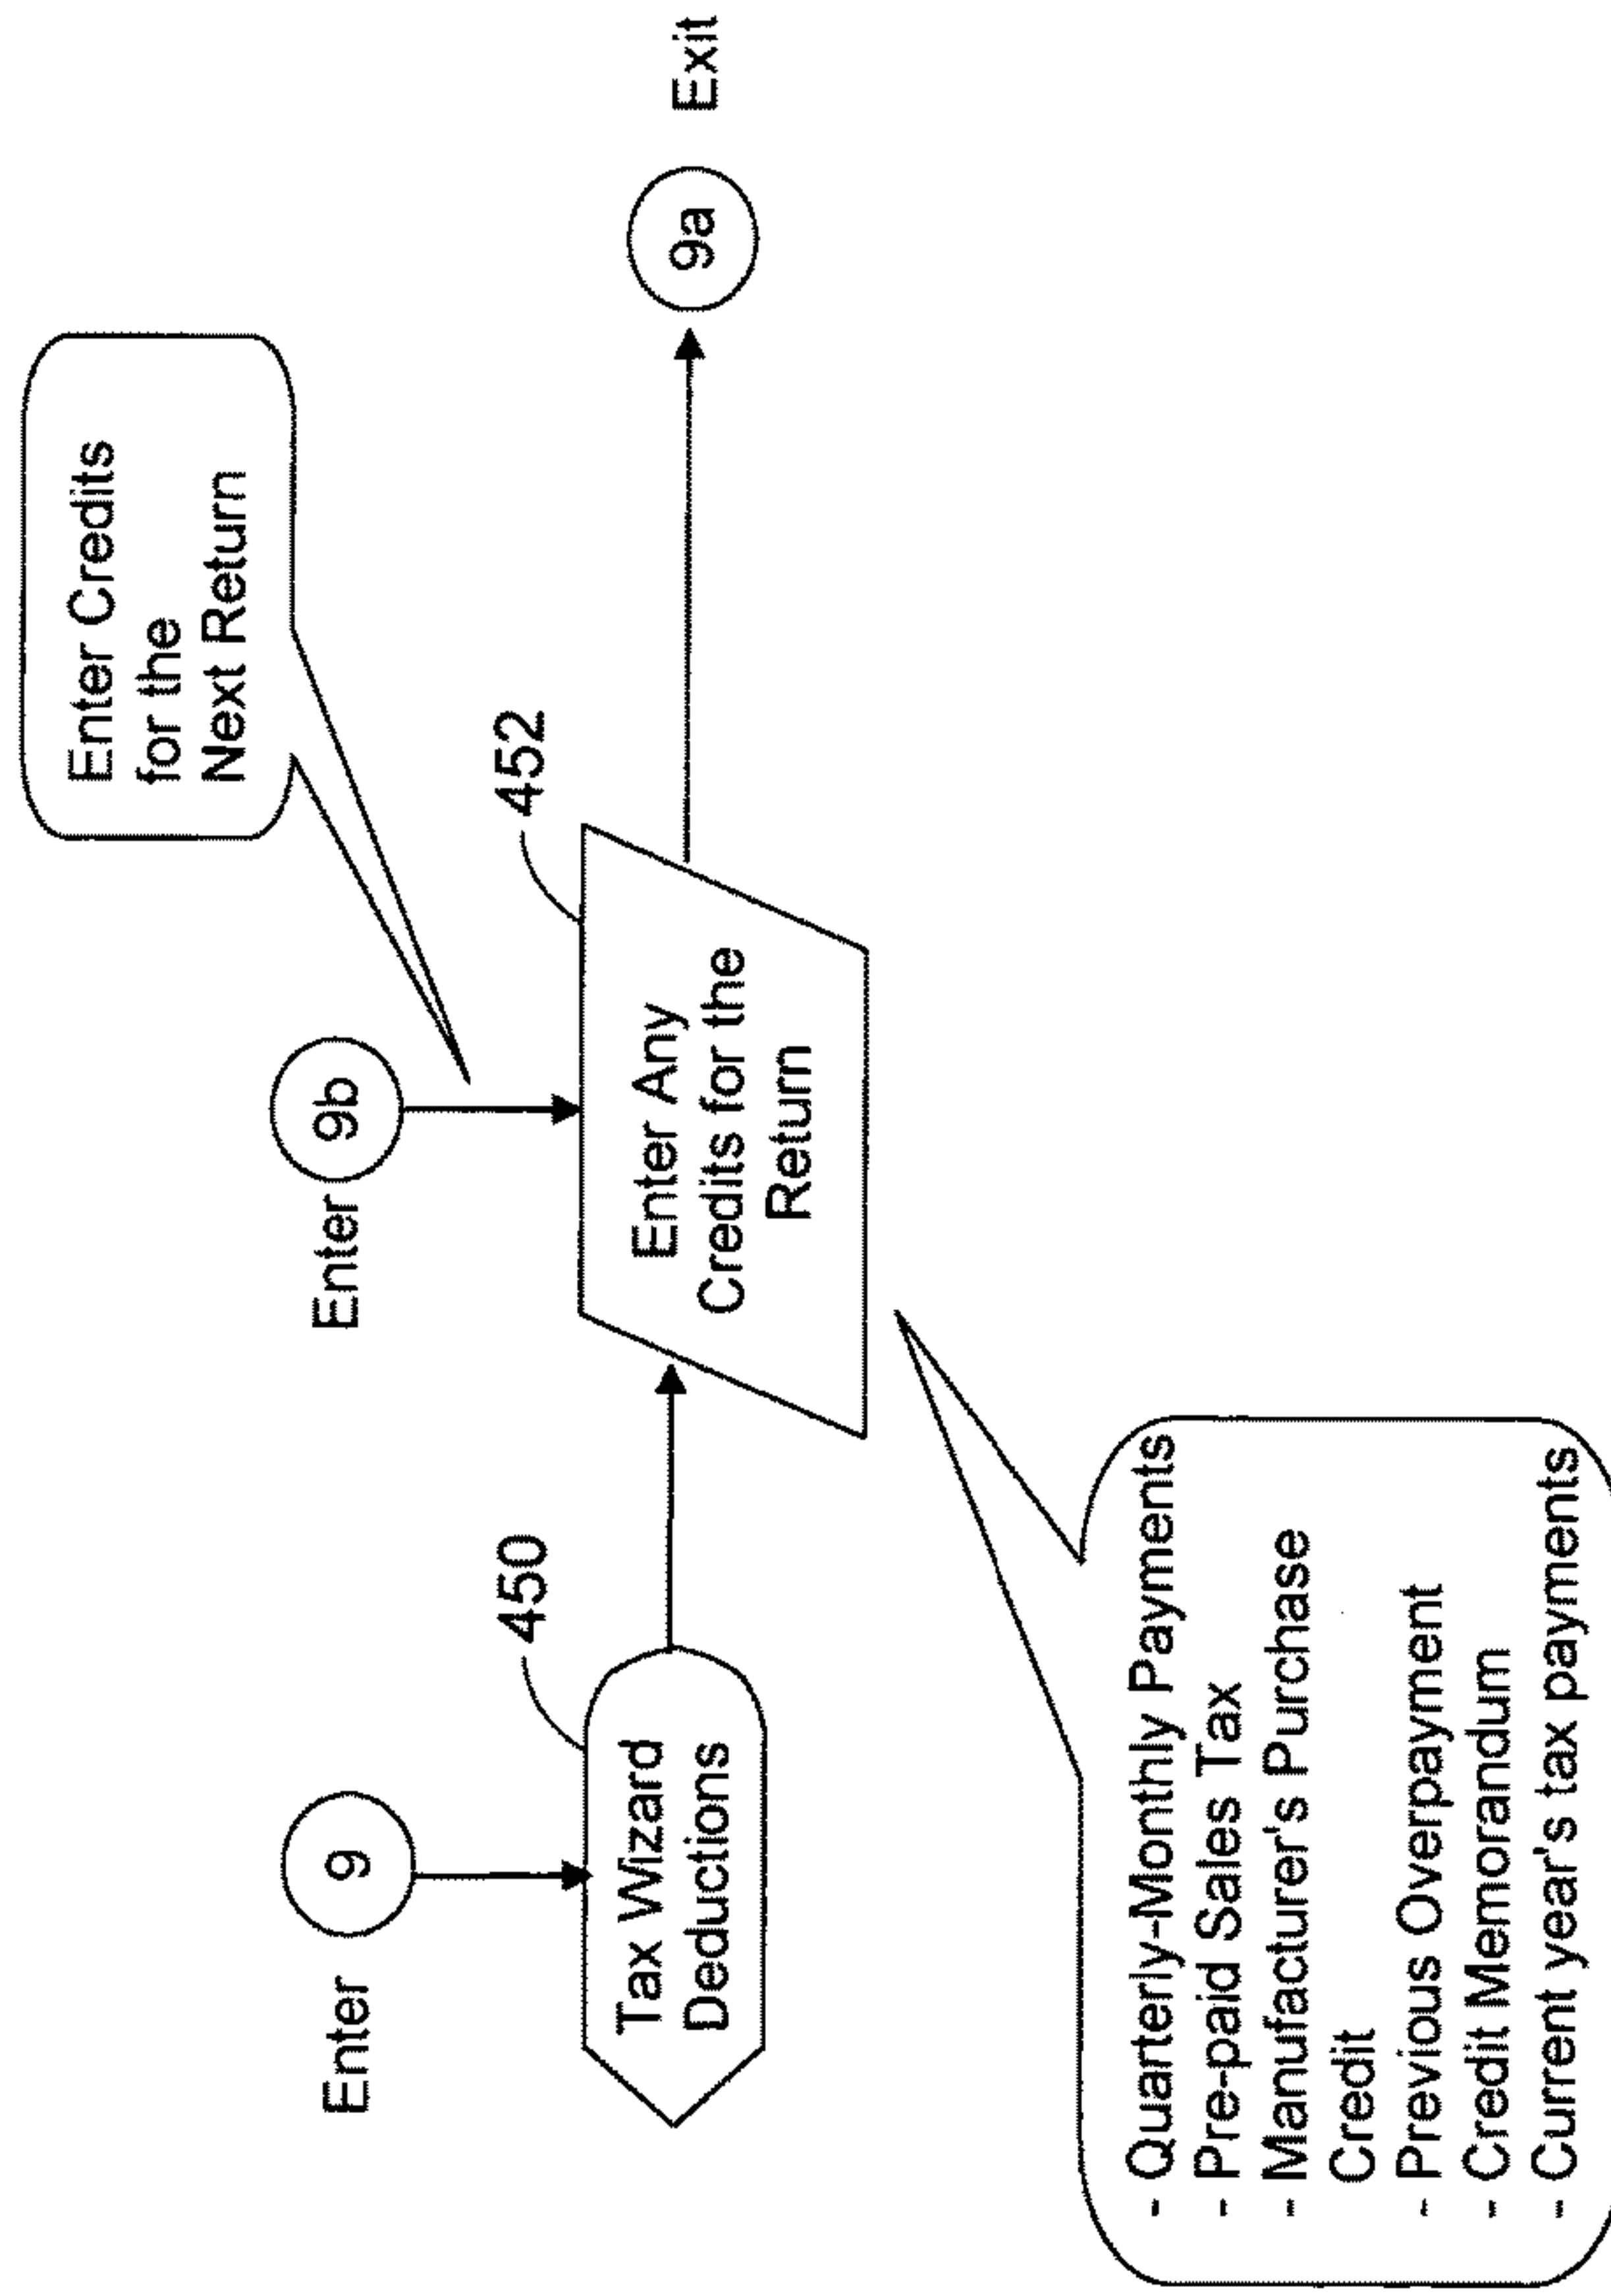 Enter Credits
for the
Next Return
Enter
9
Enter
9b
450
452
Tax Wizard
Deductions
Enter Any
Credits for the
Return
9a
Exit
- Quarterly-Monthly Payments
- Pre-paid Sales Tax
- Manufacturer's Purchase
Credit
- Previous Overpayment
- Credit Memorandum
- Current year's tax payments